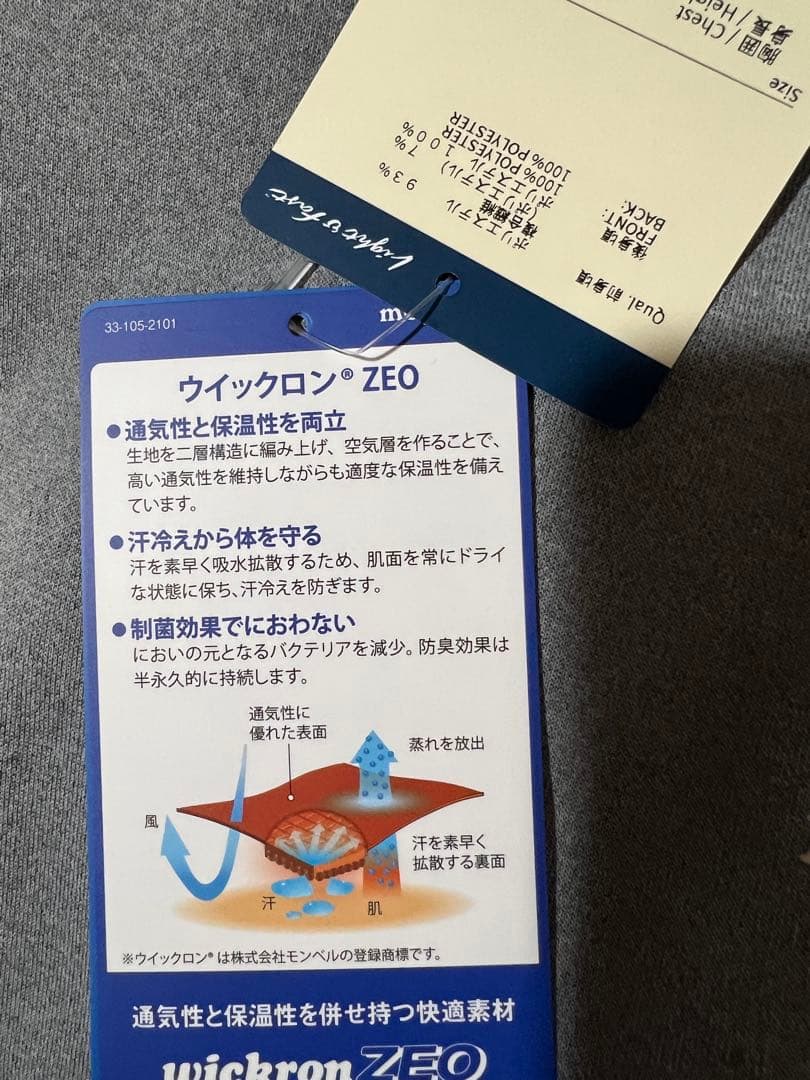 Size
胸囲 / Chest
身長 / Heig
Qual. 前身頃
ポリエステル 93%
複合繊維
(ポリエステル) 7%
FRONT: 100% POLYESTER
後身頃 ポリエステル 100%
BACK: 100% POLYESTER
Light & Fast
33-105-2101
m
ウイックロン® ZEO
●通気性と保温性を両立
生地を二層構造に編み上げ、空気層を作ることで、
高い通気性を維持しながらも適度な保温性を備え
ています。
●汗冷えから体を守る
汗を素早く吸水拡散するため、肌面を常にドライ
な状態に保ち、汗冷えを防ぎます。
●制菌効果でにおわない
においの元となるバクテリアを減少。防臭効果は
半永久的に持続します。
通気性に
優れた表面
蒸れを放出
風
汗を素早く
拡散する裏面
汗
肌
※ウイックロン®は株式会社モンベルの登録商標です。
通気性と保温性を併せ持つ快適素材
wickron ZEO